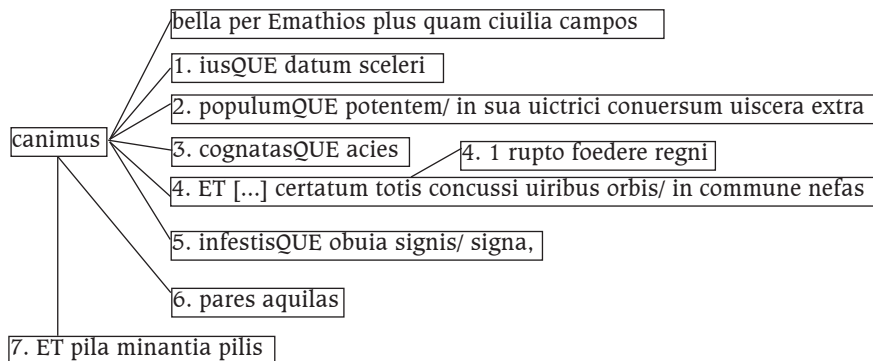 bella per Emathios plus quam ciuilia campos
1. iusQUE datum sceleri
2. populumQUE potentem/ in sua uictrici conuersum uiscera extra
canimus
3. cognatasQUE acies
4. 1 rupto foedere regni
4. ET [...] certatum totis concussi uiribus orbis/ in commune nefas
5. infestisQUE obuia signis/ signa,
6. pares aquilas
7. ET pila minantia pilis